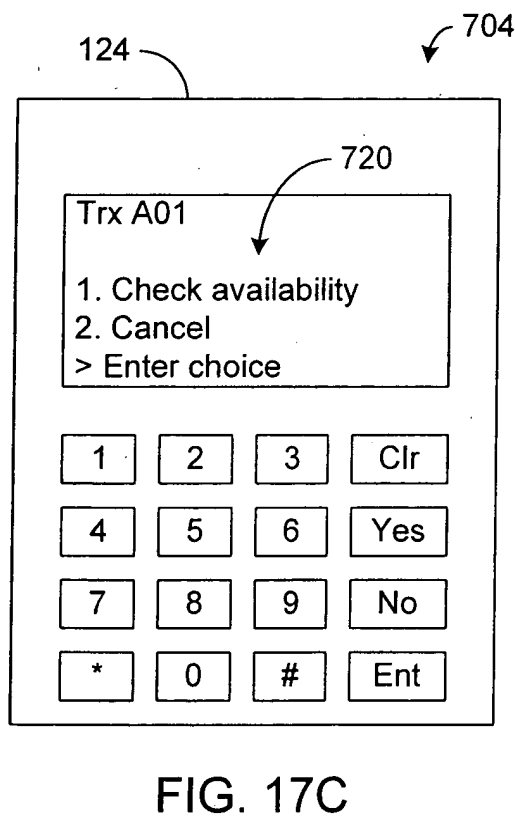 704
124
720
Trx A01
1. Check availability
2. Cancel
> Enter choice
1 2 3 Clr
4 5 6 Yes
7 8 9 No
* 0 # Ent
FIG. 17C